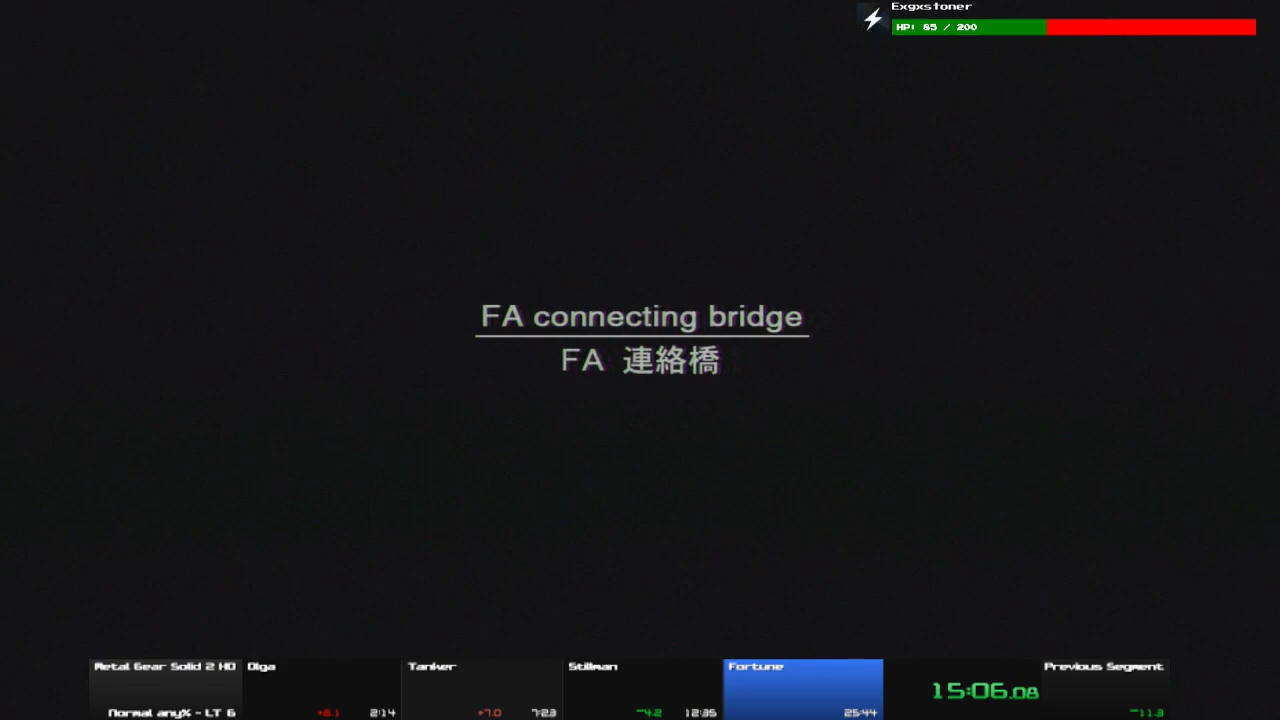 Exgxstoner
HP: 85 / 200
FA connecting bridge
FA 連絡橋
Metal Gear Solid 2 HD
Normal any% - LT 6
Olga
+8.1 2:14
Tanker
+7.0 7:23
Stillman
-4.2 12:35
Fortune
25:44
15:06.08
Previous Segment
-11.3